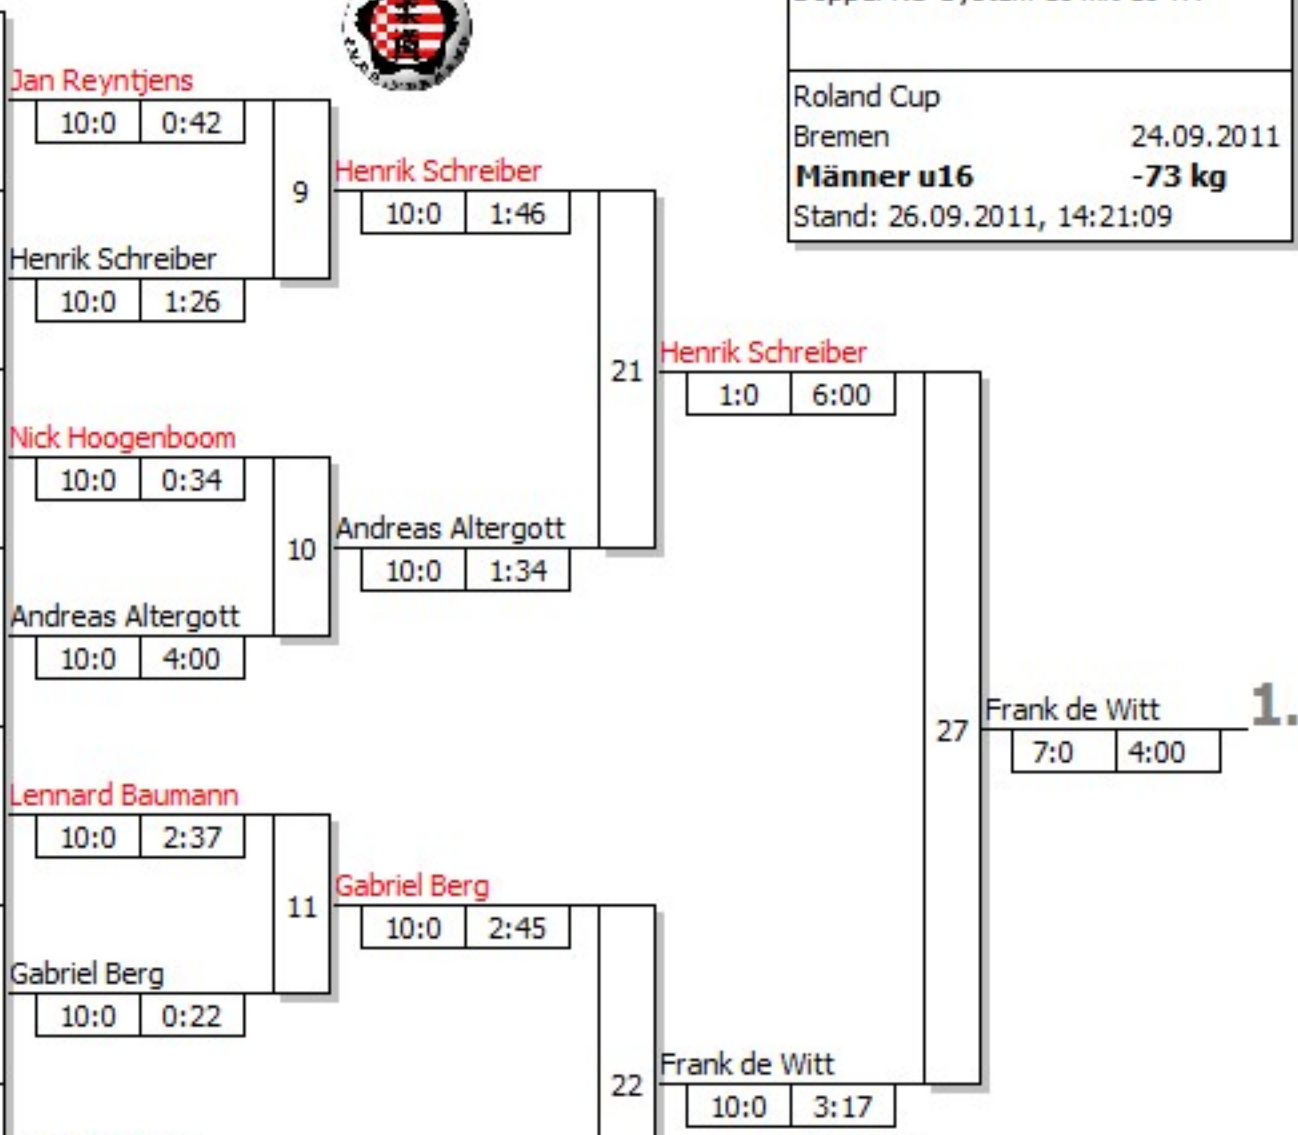 Roland Cup
Bremen 24.09.2011
Männer u16 -73 kg
Stand: 26.09.2011, 14:21:09
Jan Reyntjens
10:0 0:42
9
Henrik Schreiber
10:0 1:46
Henrik Schreiber
10:0 1:26
21
Henrik Schreiber
1:0 6:00
Nick Hoogenboom
10:0 0:34
10
Andreas Altergott
10:0 1:34
Andreas Altergott
10:0 4:00
27
Frank de Witt 1.
7:0 4:00
Lennard Baumann
10:0 2:37
11
Gabriel Berg
10:0 2:45
Gabriel Berg
10:0 0:22
22
Frank de Witt
10:0 3:17